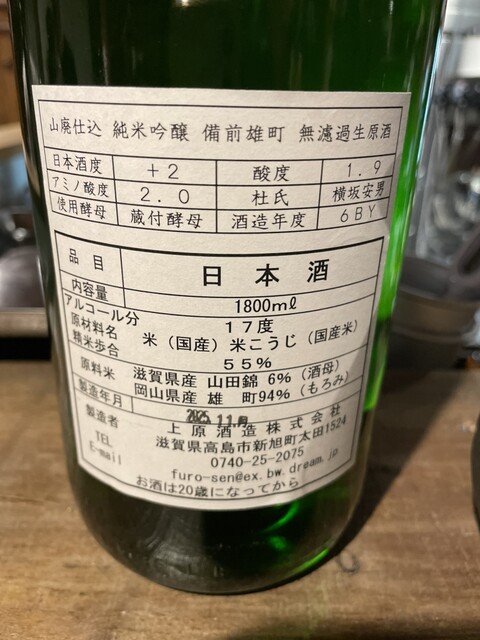 山廃仕込 純米吟醸 備前雄町 無濾過生原酒
日本酒度 +2 酸度 1.9
アミノ酸度 2.0 杜氏 横坂安男
使用酵母 蔵付酵母 酒造年度 6BY
品目 日本酒
内容量 1800ml
アルコール分 17度
原材料名 米(国産)米こうじ(国産米)
精米歩合 55%
原料米 滋賀県産 山田錦 6%(酒母)
岡山県産 雄 町94%(もろみ)
製造年月 2025.11月
製造者 上原酒造株式会社
滋賀県高島市新旭町太田1524
TEL 0740-25-2075
E-mail furo-sen@ex.bw.dream.jp
お酒は20歳になってから